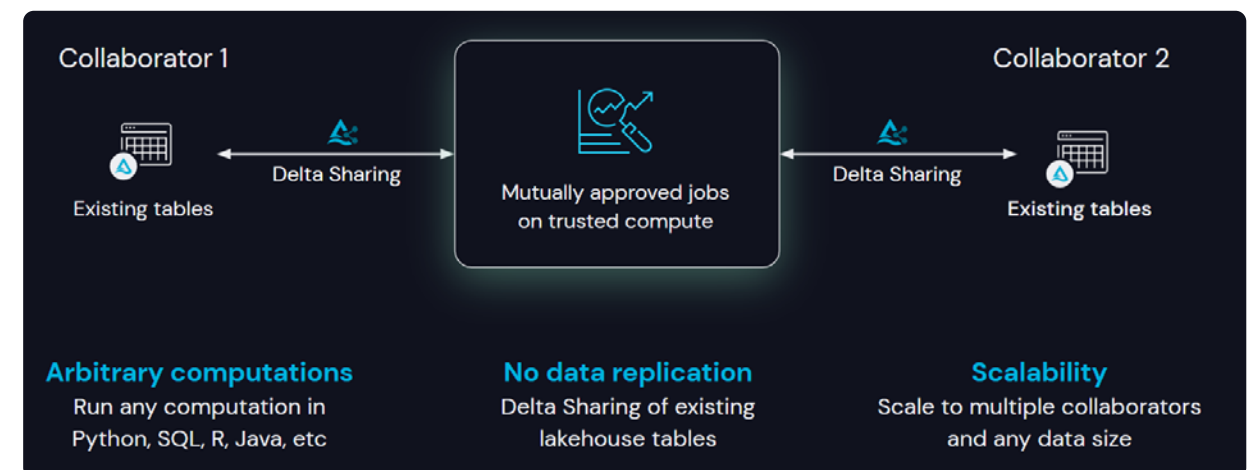 Collaborator 1
Collaborator 2
Delta Sharing
Delta Sharing
Existing tables
Mutually approved jobs
on trusted compute
Existing tables
Arbitrary computations
Run any computation in
Python, SQL, R, Java, etc
No data replication
Delta Sharing of existing
lakehouse tables
Scalability
Scale to multiple collaborators
and any data size